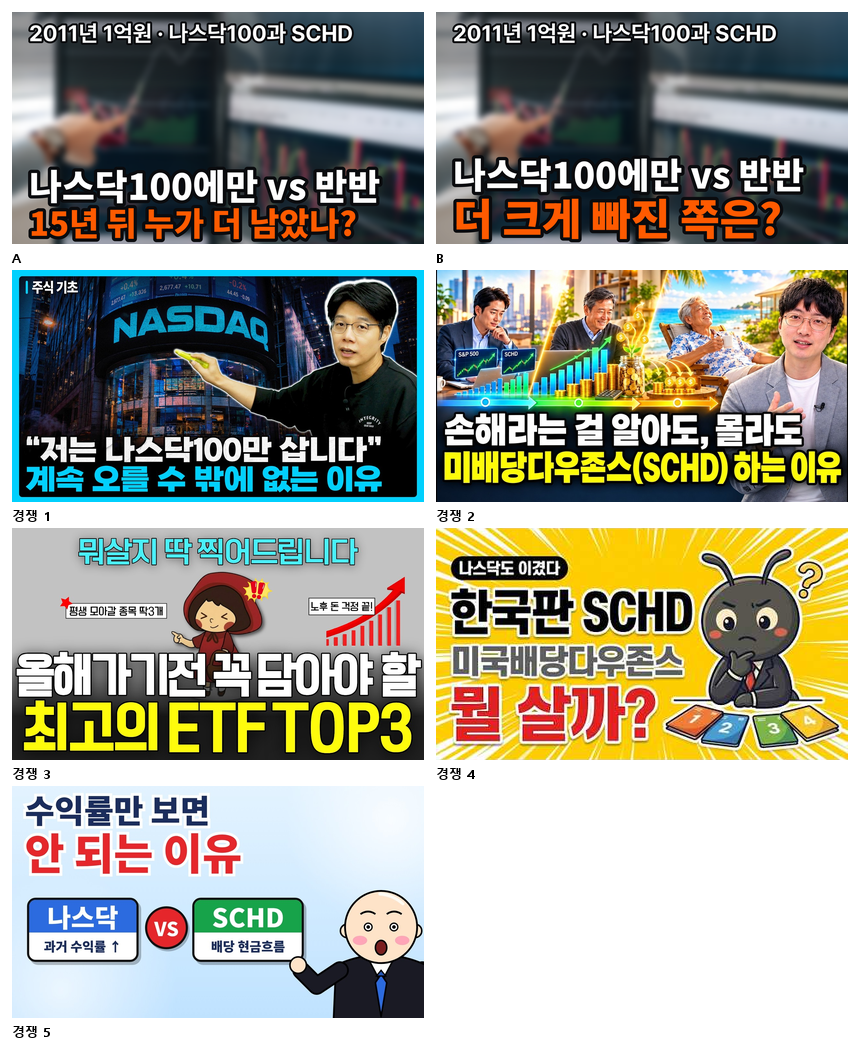 2011년 1억원 · 나스닥100과 SCHD
나스닥100에만 vs 반반
15년 뒤 누가 더 남았나?
A
2011년 1억원 · 나스닥100과 SCHD
나스닥100에만 vs 반반
더 크게 빠진 쪽은?
B
주식 기초
NASDAQ
INTEGRITY
“저는 나스닥100만 삽니다”
계속 오를 수 밖에 없는 이유
경쟁 1
S&P 500
SCHD
손해라는 걸 알아도, 몰라도
미배당다우존스(SCHD) 하는 이유
경쟁 2
뭐살지 딱 찍어드립니다
평생 모아갈 종목 딱3개
노후 돈 걱정 끝!
올해가기전 꼭 담아야 할
최고의 ETF TOP3
경쟁 3
나스닥도 이겼다
한국판 SCHD
미국배당다우존스
뭘 살까?
1 2 3 4
경쟁 4
수익률만 보면
안 되는 이유
나스닥
과거 수익률 ↑
VS
SCHD
배당 현금흐름
경쟁 5